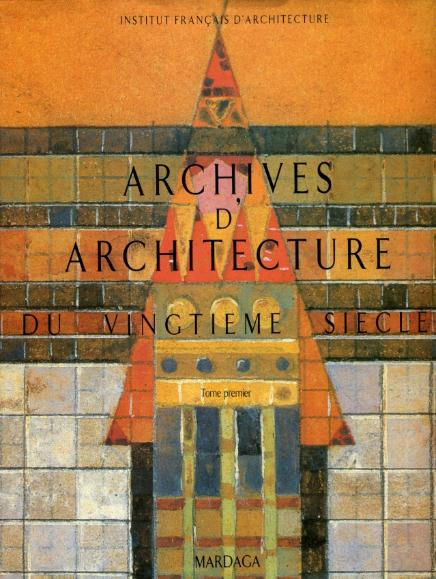 INSTITUT FRANÇAIS D'ARCHITECTURE
ARCHIVES
D'
ARCHITECTURE
DU VINGTIEME SIECLE
Tome premier
MARDAGA